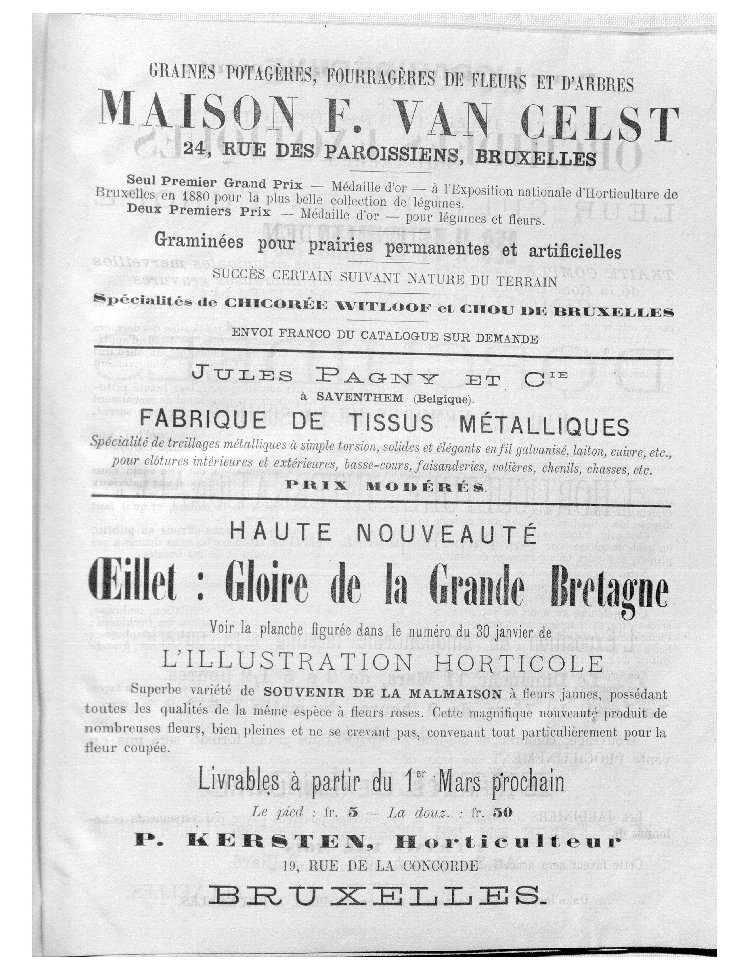 GRAINES POTAGÈRES, FOURRAGÈRES DE FLEURS ET D'ARBRES
MAISON F. VAN CELST
24, RUE DES PAROISSIENS, BRUXELLES
Seul Premier Grand Prix — Médaille d'or — à l'Exposition nationale d'Horticulture de
Bruxelles en 1880 pour la plus belle collection de légumes.
Deux Premiers Prix — Médaille d'or — pour légumes et fleurs.
Graminées pour prairies permanentes et artificielles
SUCCÈS CERTAIN SUIVANT NATURE DU TERRAIN
Spécialités de CHICORÉE WITLOOF et CHOU DE BRUXELLES
ENVOI FRANCO DU CATALOGUE SUR DEMANDE
JULES PAGNY ET CIE
à SAVENTHEM (Belgique).
FABRIQUE DE TISSUS MÉTALLIQUES
Spécialité de treillages métalliques à simple torsion, solides et élégants en fil galvanisé, laiton, cuivre, etc.,
pour clôtures intérieures et extérieures, basse-cours, faisanderies, volières, chenils, chasses, etc.
PRIX MODÉRÉS.
HAUTE NOUVEAUTÉ
Œillet : Gloire de la Grande Bretagne
Voir la planche figurée dans le numéro du 30 janvier de
L'ILLUSTRATION HORTICOLE
Superbe variété de SOUVENIR DE LA MALMAISON à fleurs jaunes, possédant
toutes les qualités de la même espèce à fleurs roses. Cette magnifique nouveauté produit de
nombreuses fleurs, bien pleines et ne se crevant pas, convenant tout particulièrement pour la
fleur coupée.
Livrables à partir du 1er Mars prochain
Le pied : fr. 5 — La douz. : fr. 50
P. KERSTEN, Horticulteur
19, RUE DE LA CONCORDE
BRUXELLES.